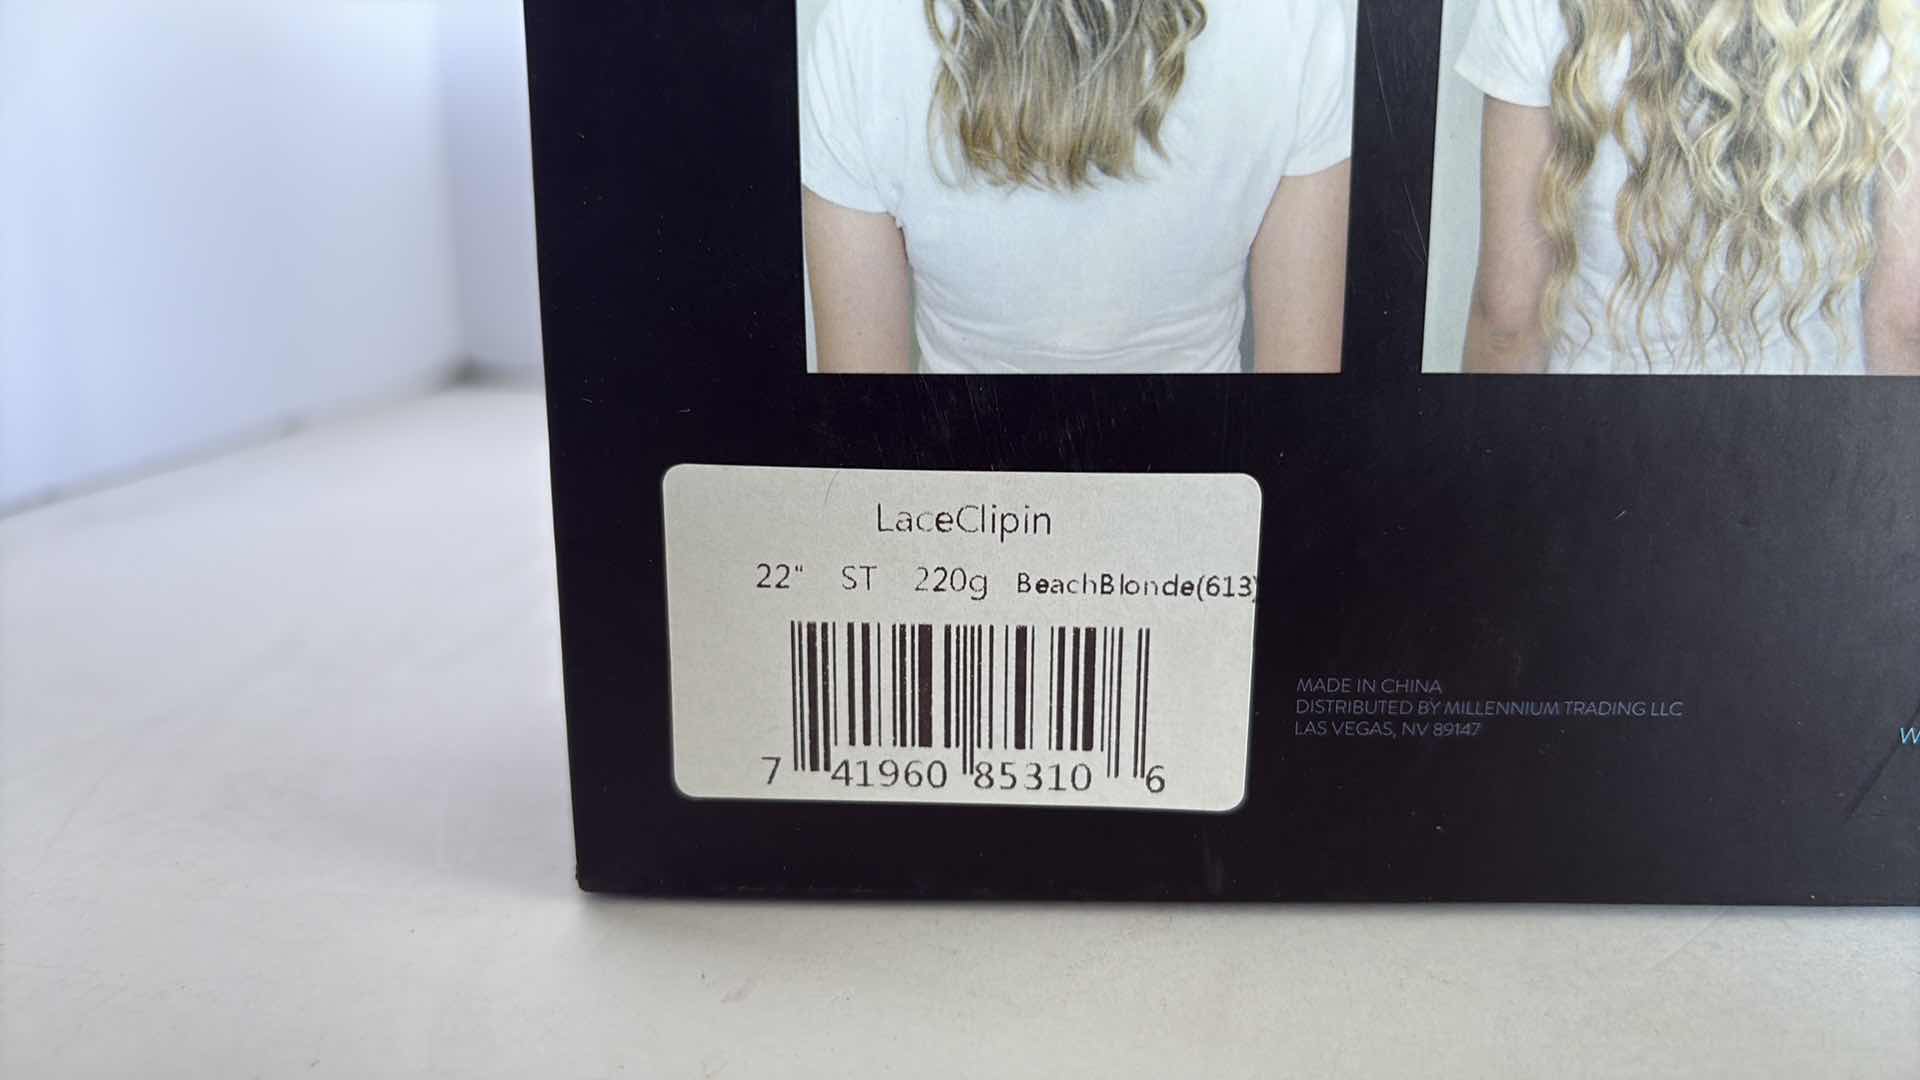 LaceClipin
22" ST 220g BeachBlonde(613)
7 41960 85310 6
MADE IN CHINA
DISTRIBUTED BY MILLENNIUM TRADING LLC
LAS VEGAS, NV 89147
W